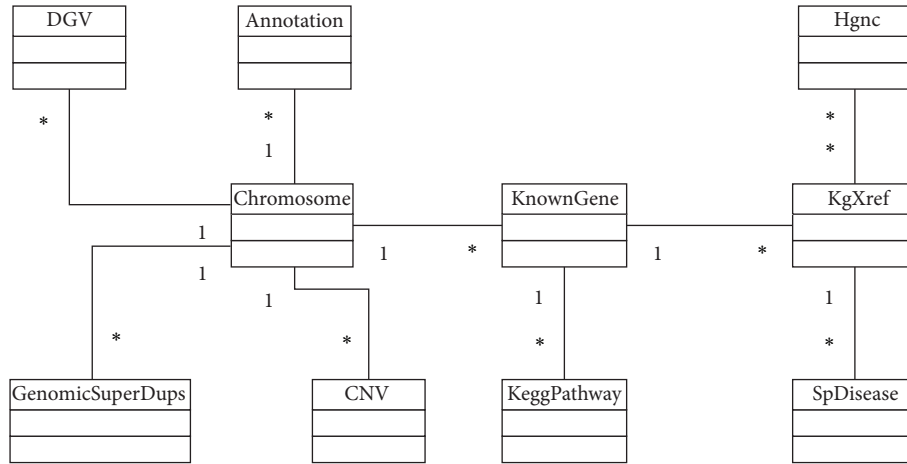 DGV
Annotation
Hgnc
*
*
*
1
*
Chromosome
KnownGene
KgXref
1
1
*
1
*
1
1
1
1
*
*
*
*
GenomicSuperDups
CNV
KeggPathway
SpDisease